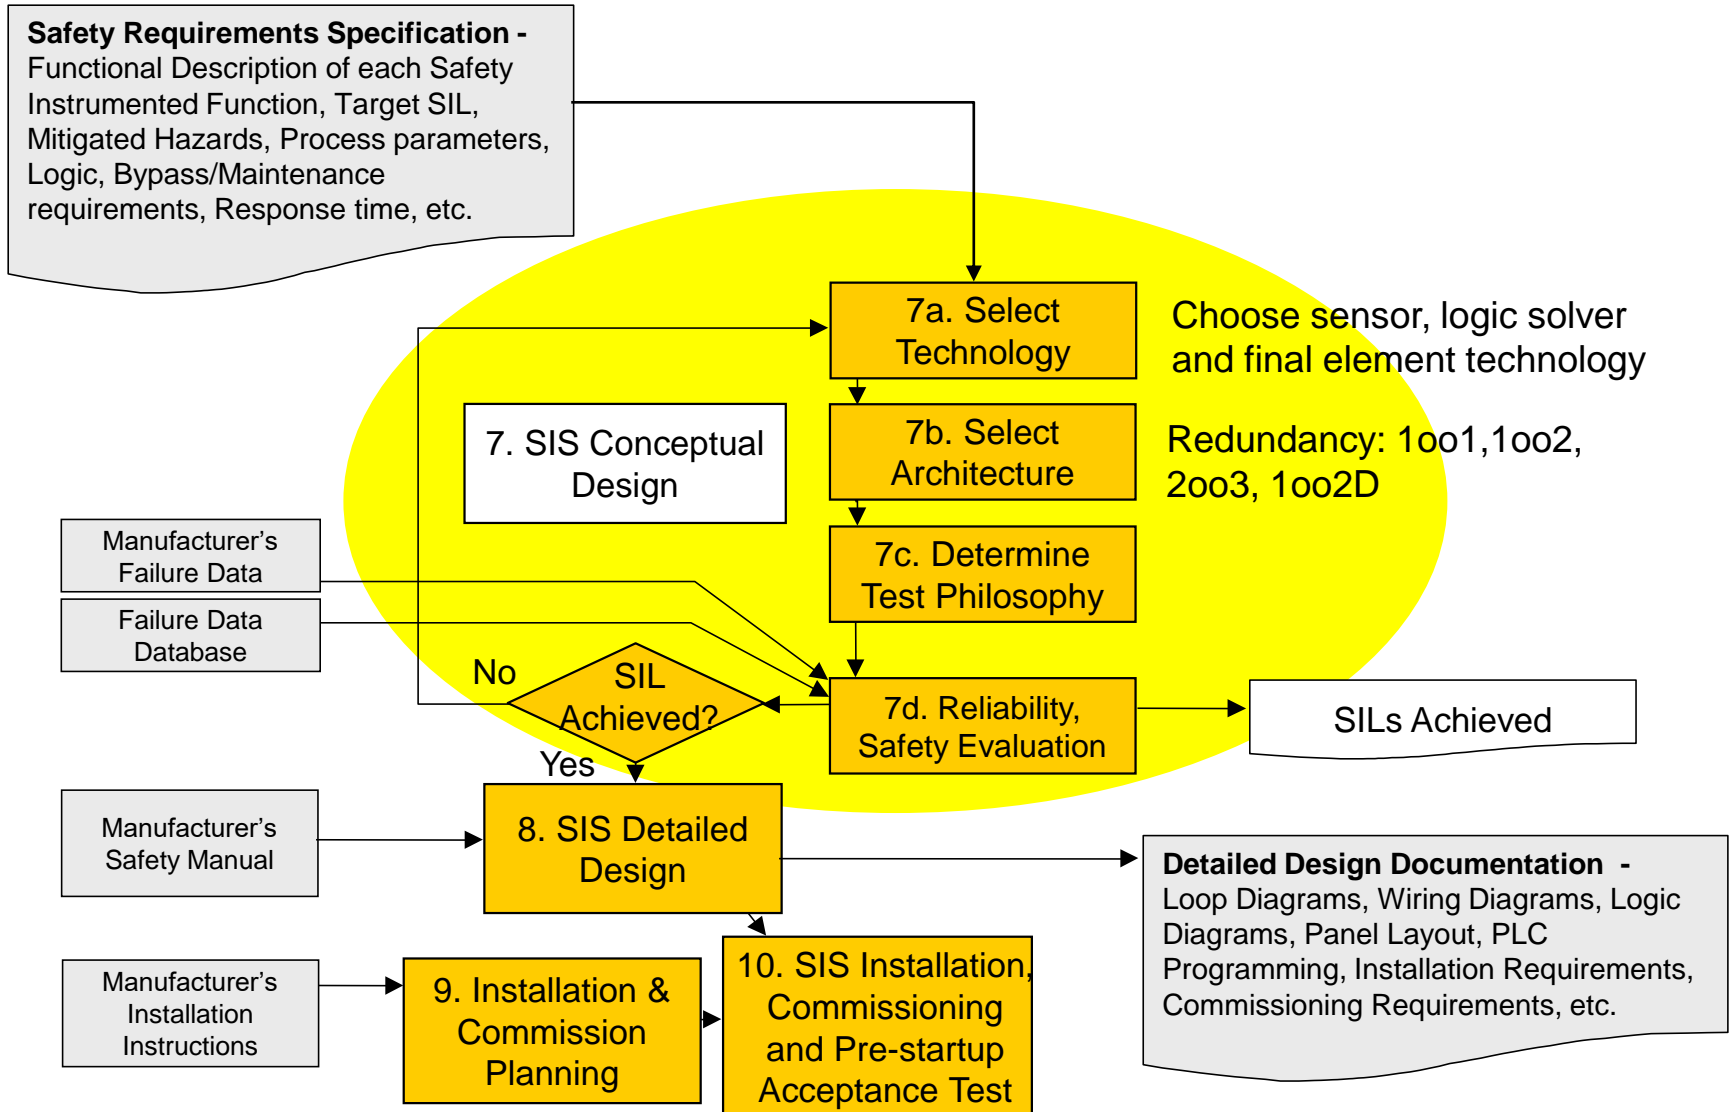 Safety Requirements Specification -
Functional Description of each Safety
Instrumented Function, Target SIL,
Mitigated Hazards, Process parameters,
Logic, Bypass/Maintenance
requirements, Response time, etc.
7a. Select
Technology
Choose sensor, logic solver
and final element technology
7. SIS Conceptual
Design
7b. Select
Architecture
Redundancy: 1oo1,1oo2,
2oo3, 1oo2D
Manufacturer’s
Failure Data
7c. Determine
Test Philosophy
Failure Data
Database
No
SIL
Achieved?
Yes
7d. Reliability,
Safety Evaluation
SILs Achieved
Manufacturer’s
Safety Manual
8. SIS Detailed
Design
Detailed Design Documentation -
Loop Diagrams, Wiring Diagrams, Logic
Diagrams, Panel Layout, PLC
Programming, Installation Requirements,
Commissioning Requirements, etc.
Manufacturer’s
Installation
Instructions
9. Installation &
Commission
Planning
10. SIS Installation,
Commissioning
and Pre-startup
Acceptance Test